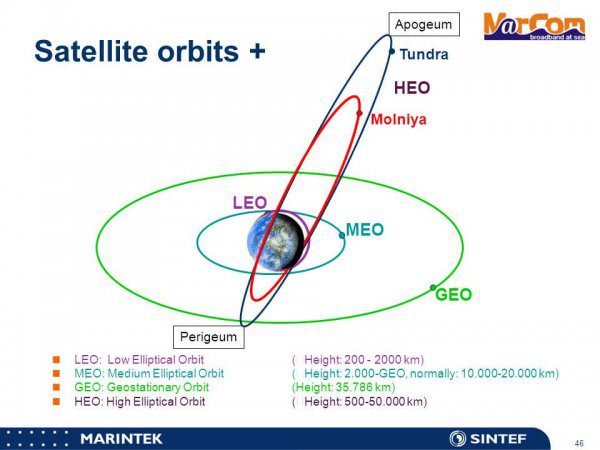 Apogeum
MarCom
broadband at sea
Satellite orbits +
Tundra
HEO
Molniya
LEO
MEO
GEO
Perigeum
LEO: Low Elliptical Orbit ( Height: 200 - 2000 km)
MEO: Medium Elliptical Orbit ( Height: 2.000-GEO, normally: 10.000-20.000 km)
GEO: Geostationary Orbit (Height: 35.786 km)
HEO: High Elliptical Orbit ( Height: 500-50.000 km)
MARINTEK
SINTEF
46